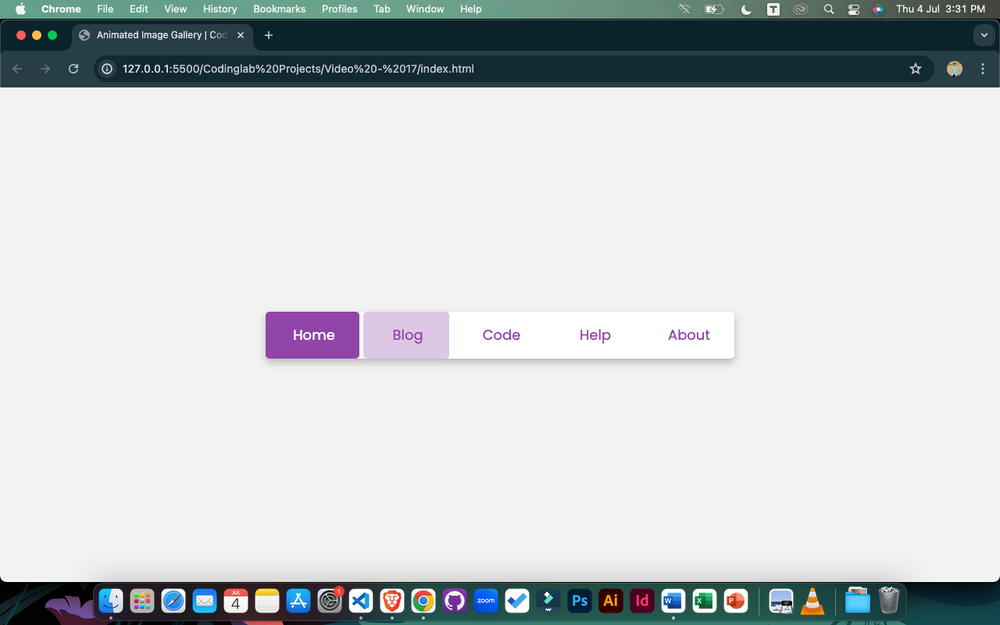 Chrome File Edit View History Bookmarks Profiles Tab Window Help T Thu 4 Jul 3:31 PM
Animated Image Gallery | Cod
127.0.0.1:5500/Codinglab%20Projects/Video%20-%2017/index.html
Home Blog Code Help About
JUL 4 1 zoom Ps Ai Id W X P